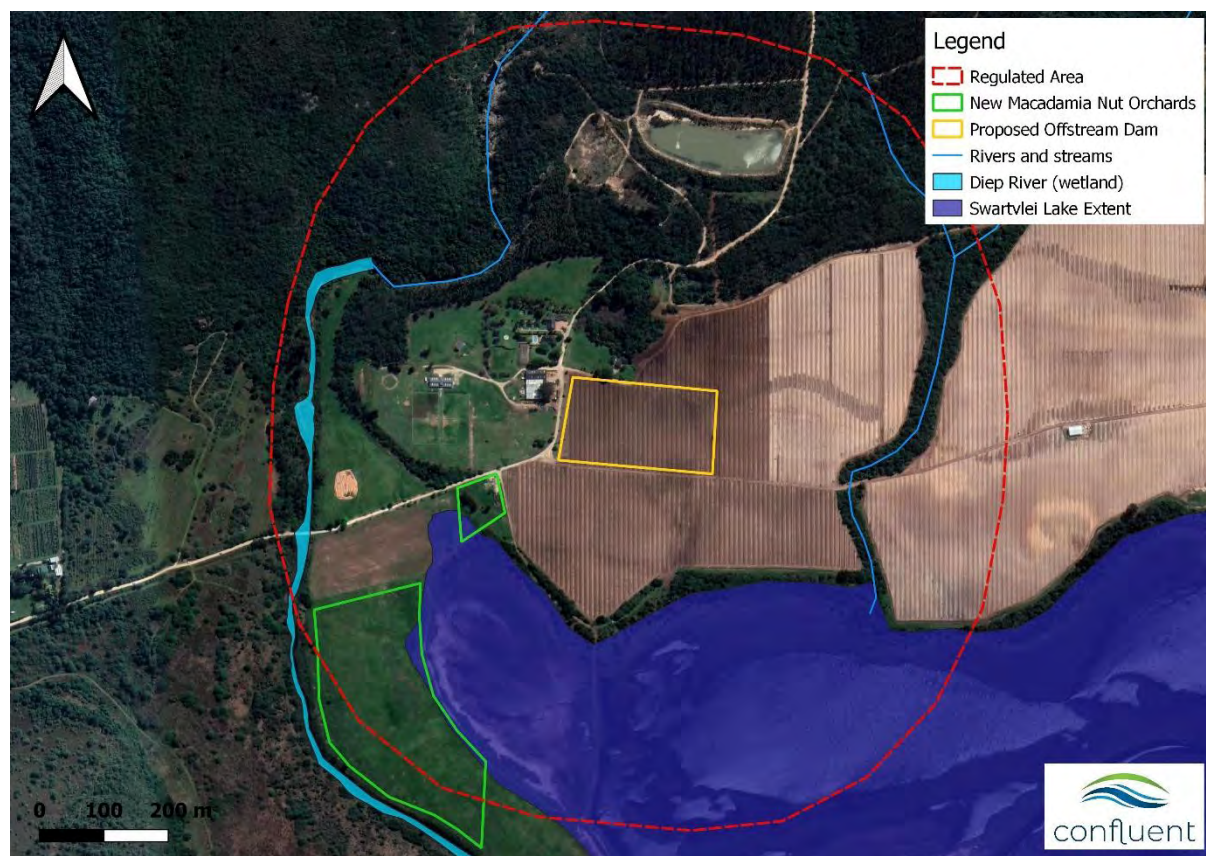 Legend
Regulated Area
New Macadamia Nut Orchards
Proposed Offstream Dam
Rivers and streams
Diep River (wetland)
Swartvlei Lake Extent
0 100 200 m
confluent